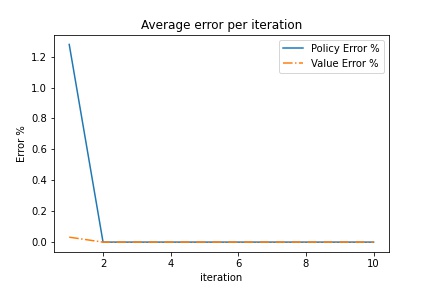 Average error per iteration
Policy Error %
Value Error %
Error %
1.2
1.0
0.8
0.6
0.4
0.2
0.0
2 4 6 8 10
iteration